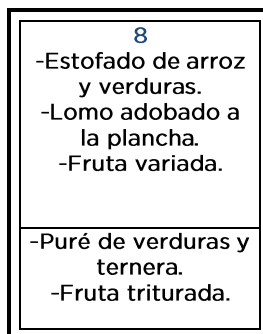 8
-Estofado de arroz
y verduras.
-Lomo adobado a
la plancha.
-Fruta variada.
-Puré de verduras y
ternera.
-Fruta triturada.